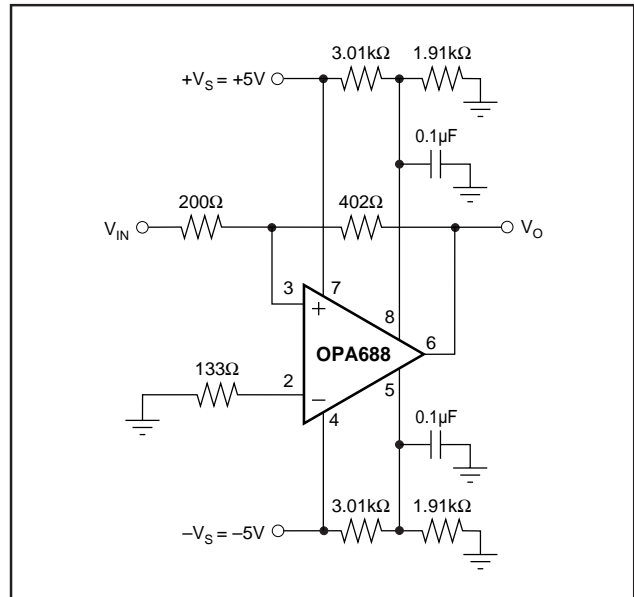 3.01kΩ 1.91kΩ
+V_S = +5V
0.1µF
200Ω 402Ω
V_IN V_O
3 7
+ 8
OPA688 6
133Ω 2 5
− 4
0.1µF
3.01kΩ 1.91kΩ
−V_S = −5V